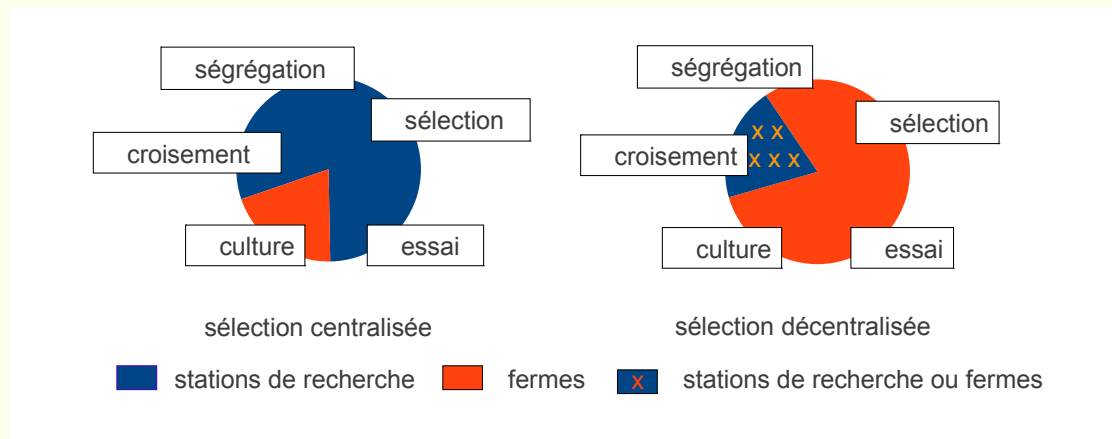 ségrégation
sélection
croisement
culture
essai
sélection centralisée
ségrégation
sélection
croisement
x x
x x x
culture
essai
sélection décentralisée
stations de recherche
fermes
x
stations de recherche ou fermes